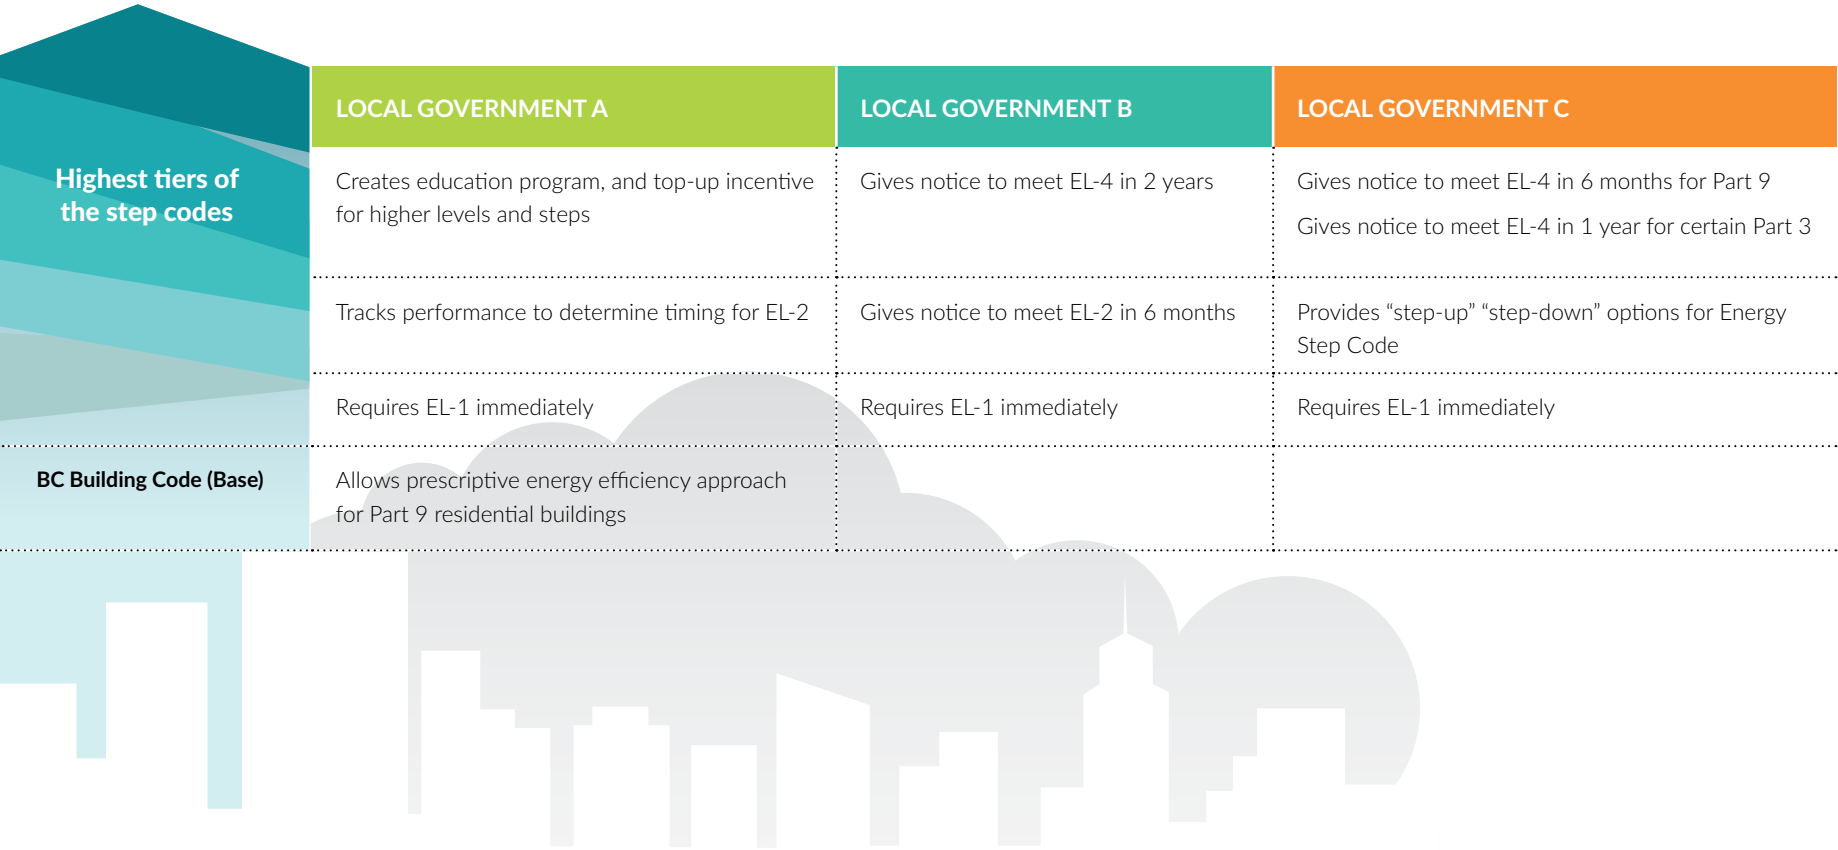 LOCAL GOVERNMENT A
LOCAL GOVERNMENT B
LOCAL GOVERNMENT C
Highest tiers of
the step codes
Creates education program, and top-up incentive
for higher levels and steps
Gives notice to meet EL-4 in 2 years
Gives notice to meet EL-4 in 6 months for Part 9
Gives notice to meet EL-4 in 1 year for certain Part 3
Tracks performance to determine timing for EL-2
Gives notice to meet EL-2 in 6 months
Provides “step-up” “step-down” options for Energy
Step Code
Requires EL-1 immediately
Requires EL-1 immediately
Requires EL-1 immediately
BC Building Code (Base)
Allows prescriptive energy efficiency approach
for Part 9 residential buildings